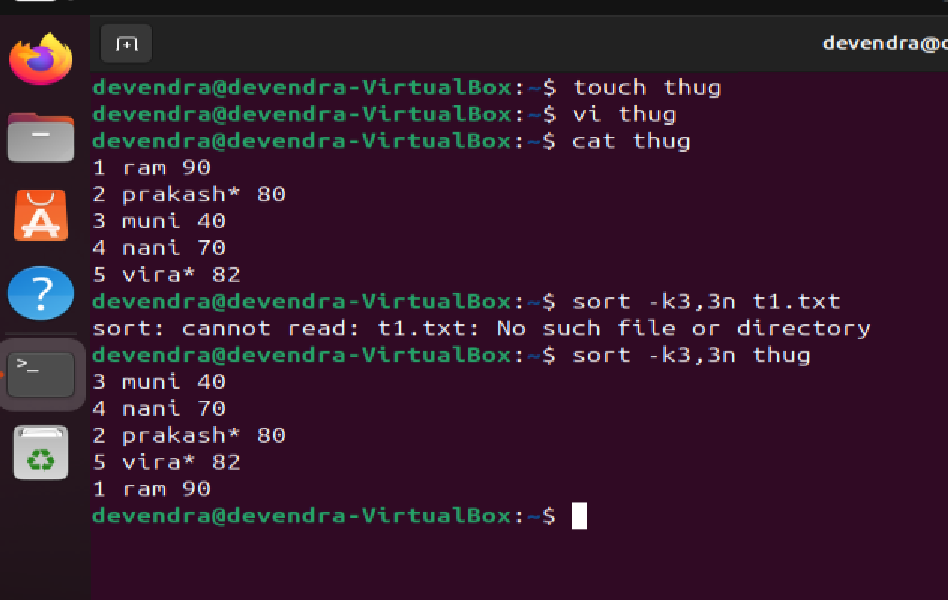 devendra@
devendra@devendra-VirtualBox:~$ touch thug
devendra@devendra-VirtualBox:~$ vi thug
devendra@devendra-VirtualBox:~$ cat thug
1 ram 90
2 prakash* 80
3 muni 40
4 nani 70
5 vira* 82
devendra@devendra-VirtualBox:~$ sort -k3,3n t1.txt
sort: cannot read: t1.txt: No such file or directory
devendra@devendra-VirtualBox:~$ sort -k3,3n thug
3 muni 40
4 nani 70
2 prakash* 80
5 vira* 82
1 ram 90
devendra@devendra-VirtualBox:~$